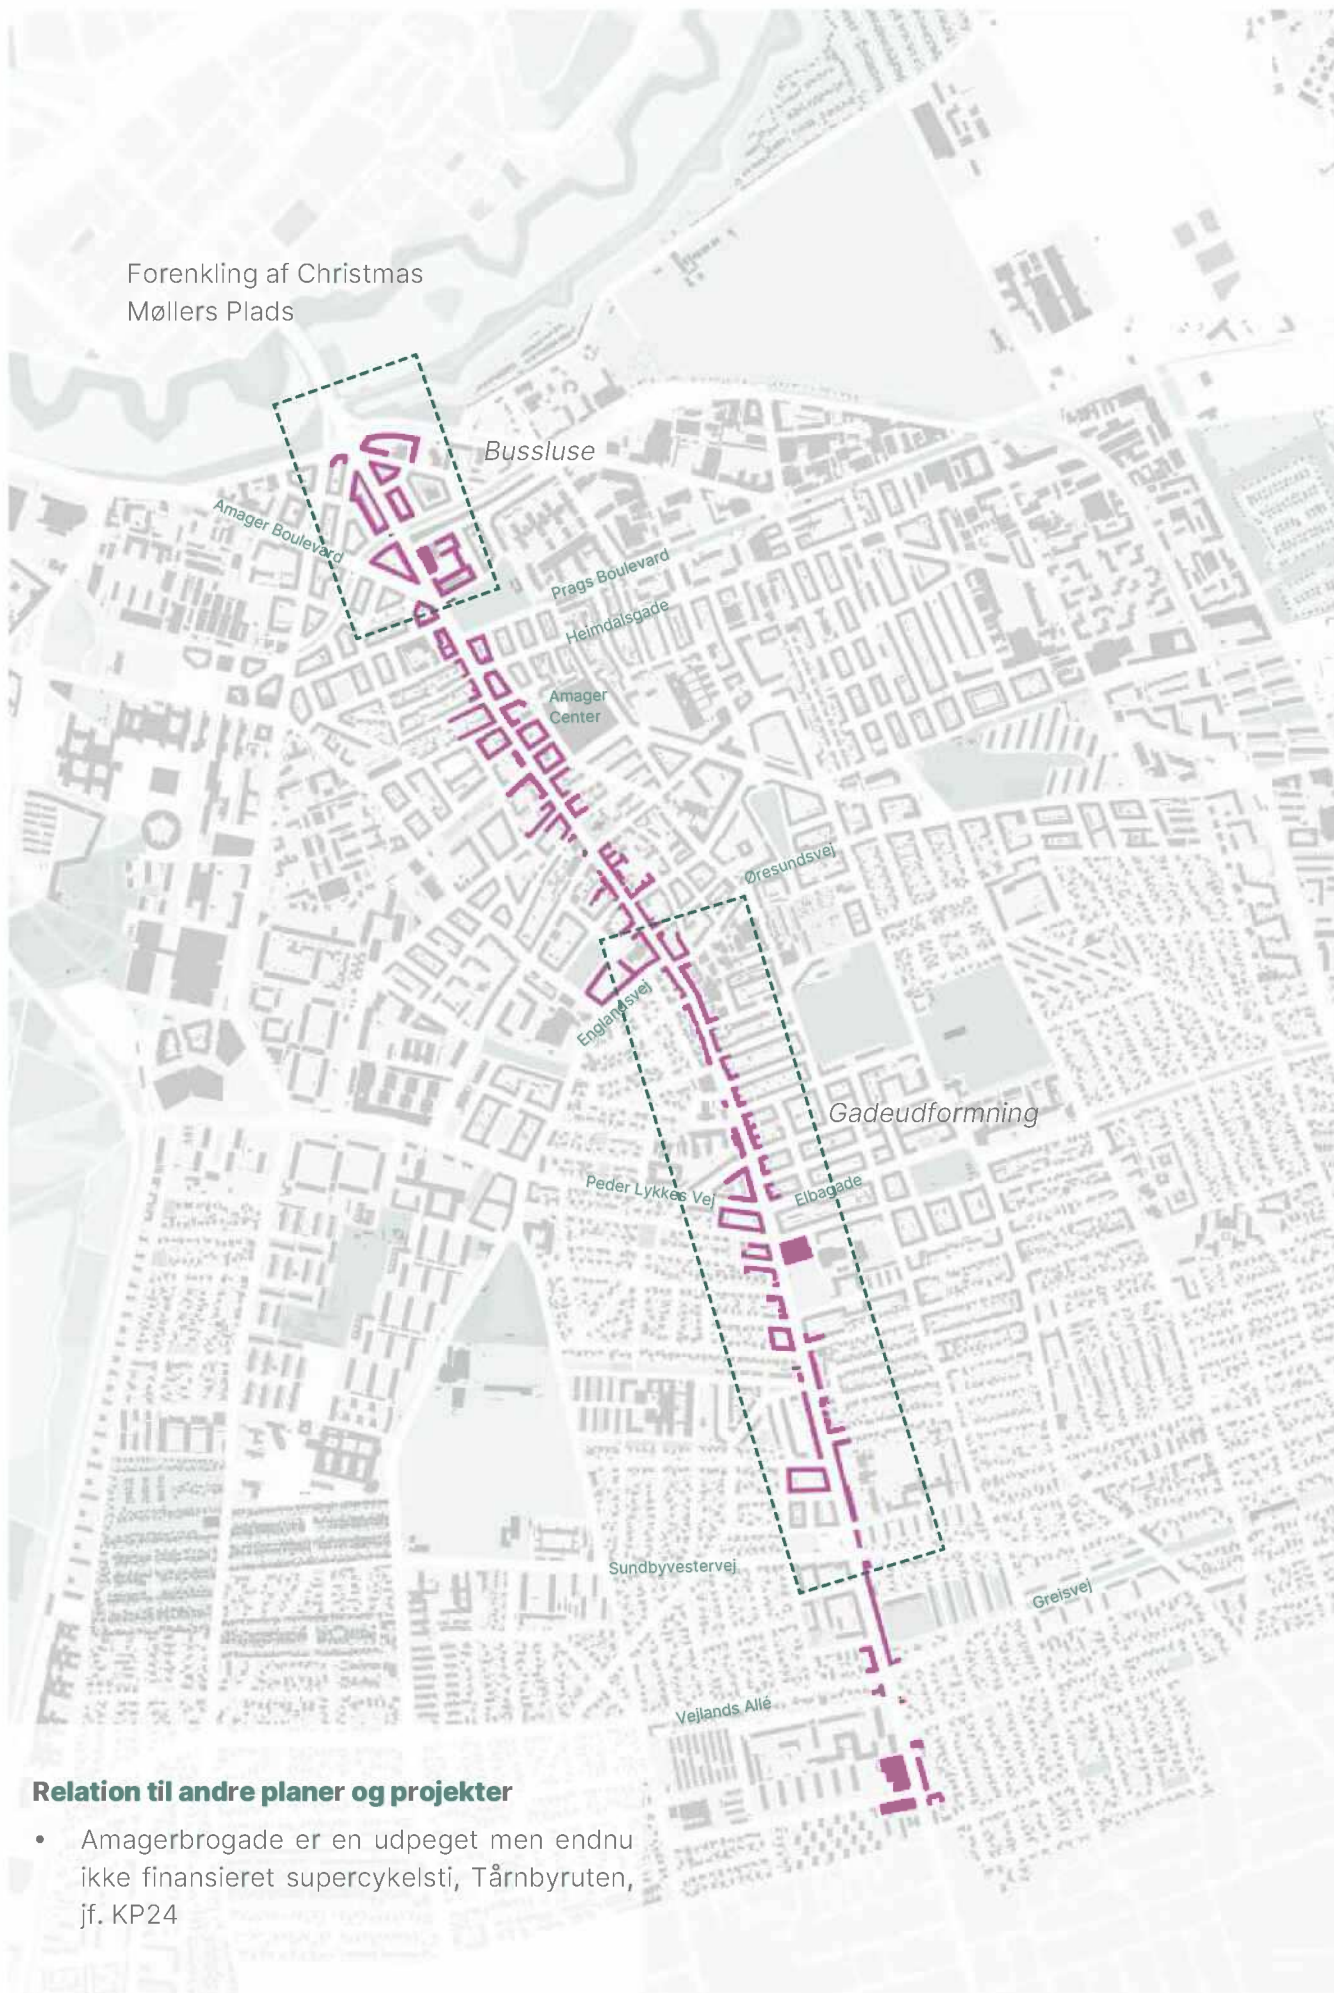 Forenkling af Christmas
Møllers Plads
Bussluse
Amager Boulevard
Prags Boulevard
Heimdalsgade
Amager
Center
Øresundsvej
Englandsvej
Gadeudformning
Peder Lykkes Vej
Elbagade
Sundbyvestervej
Greisvej
Vejlands Allé
Relation til andre planer og projekter
• Amagerbrogade er en udpeget men endnu
ikke finansieret supercykelsti, Tårnbyruten,
jf. KP24